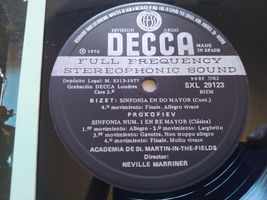 DIVISION ARGO
DECCA
℗ 1976
MADE IN SPAIN
FULL FREQUENCY
STEREOPHONIC SOUND
Depósito Legal: M. 8313-1977
Grabación DECCA Londres
Cara 2.ª
SXL 29123
BIEM
BIZET: SINFONIA EN DO MAYOR (Cont.)
4.º movimiento: Finale, Allegro vivace
PROKOFIEV
SINFONIA NUM. 1 EN RE MAYOR (Clásica)
1.er movimiento: Allegro - 2.º movimiento: Larghetto
3.er movimiento: Gavotte, Non troppo allegro
4.º movimiento: Finale, Molto vivace
ACADEMIA DE St. MARTIN-IN-THE-FIELDS
Director:
NEVILLE MARRINER